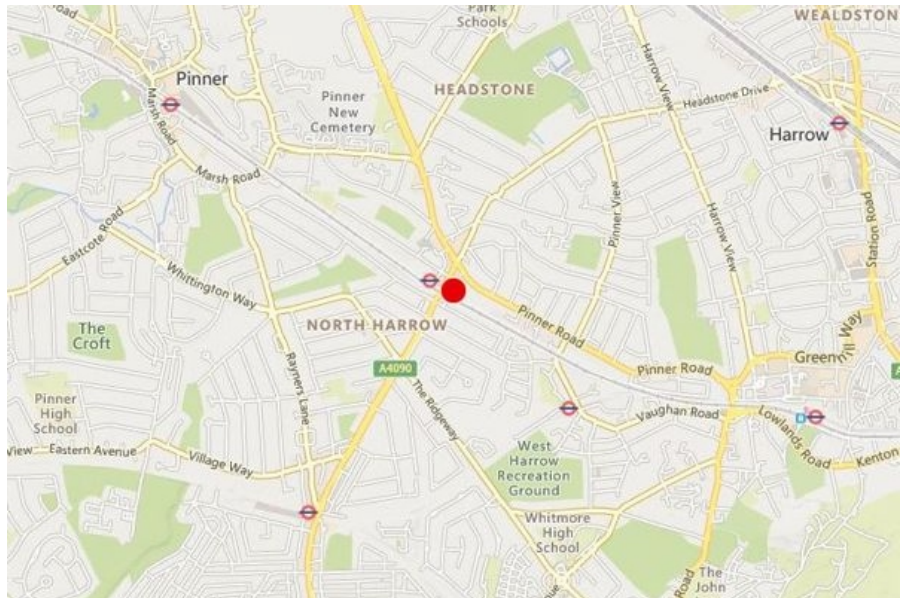 Road
Park
Schools
WEALDSTON
Pinner
HEADSTONE
Harrow View
Pinner
New
Cemetery
Headstone Drive
Marsh Road
Harrow
Marsh Road
Pinner View
Eastcote Road
Harrow View
Station Road
Whittington Way
The
Croft
NORTH HARROW
Pinner Road
Greenhill Way
A4090
Rayners Lane
The Ridgeway
Pinner Road
A
Pinner
High
School
Vaughan Road
Lowlands Road
View
Eastern Avenue
Village Way
West
Harrow
Recreation
Ground
Kenton
Whitmore
High
School
Road
The
John